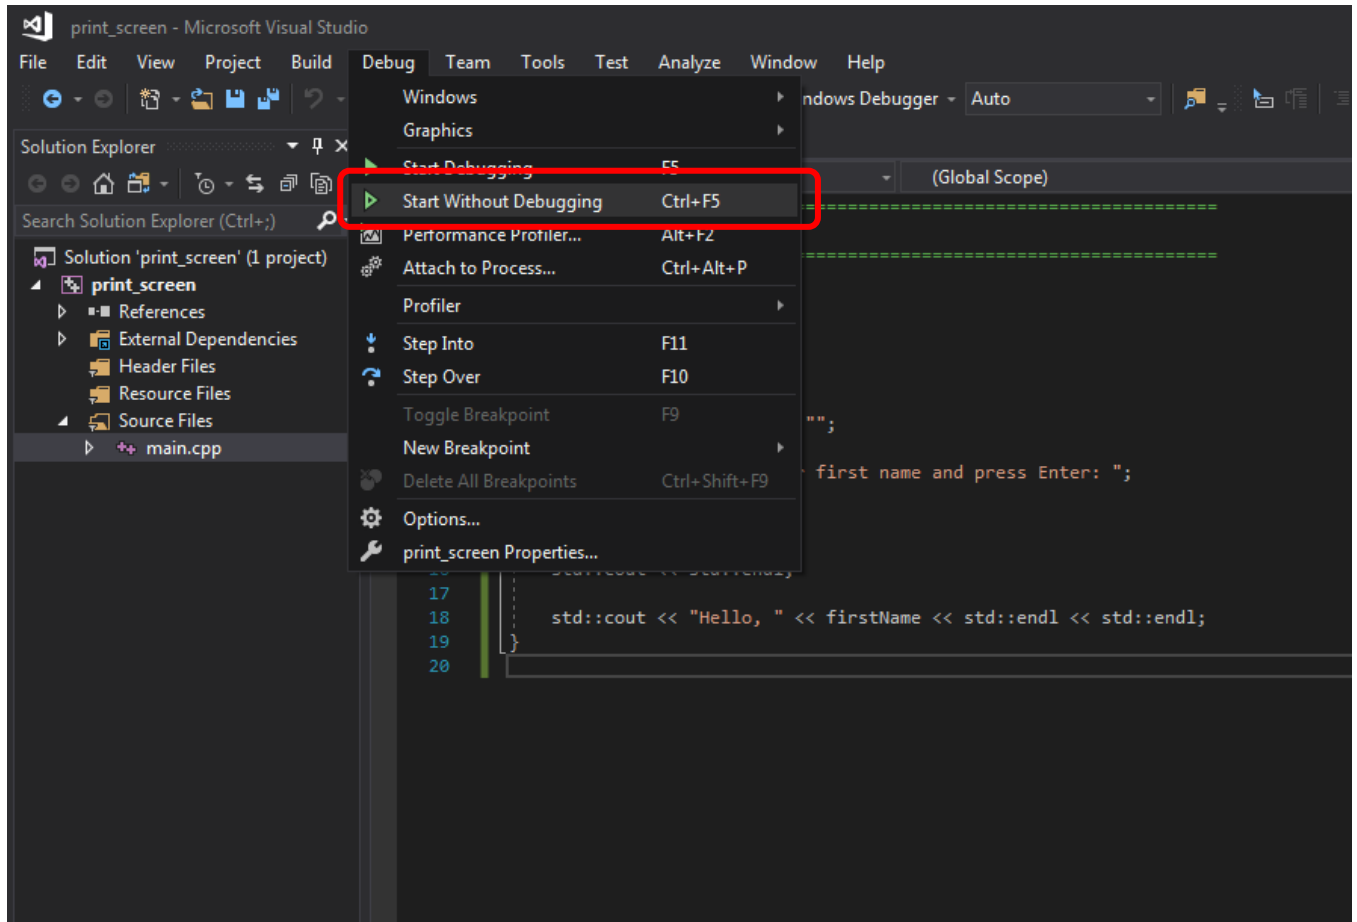 print_screen - Microsoft Visual Studio
File Edit View Project Build Debug Team Tools Test Analyze Window Help
ndows Debugger Auto
Solution Explorer
Search Solution Explorer (Ctrl+;)
Solution 'print_screen' (1 project)
print_screen
References
External Dependencies
Header Files
Resource Files
Source Files
main.cpp
Windows
Graphics
Start Debugging F5
Start Without Debugging Ctrl+F5
Performance Profiler... Alt+F2
Attach to Process... Ctrl+Alt+P
Profiler
Step Into F11
Step Over F10
Toggle Breakpoint F9
New Breakpoint
Delete All Breakpoints Ctrl+Shift+F9
Options...
print_screen Properties...
(Global Scope)
=======================================
=======================================
"";
first name and press Enter: ";
16 std::cout << std::endl;
17
18 std::cout << "Hello, " << firstName << std::endl << std::endl;
19 }
20